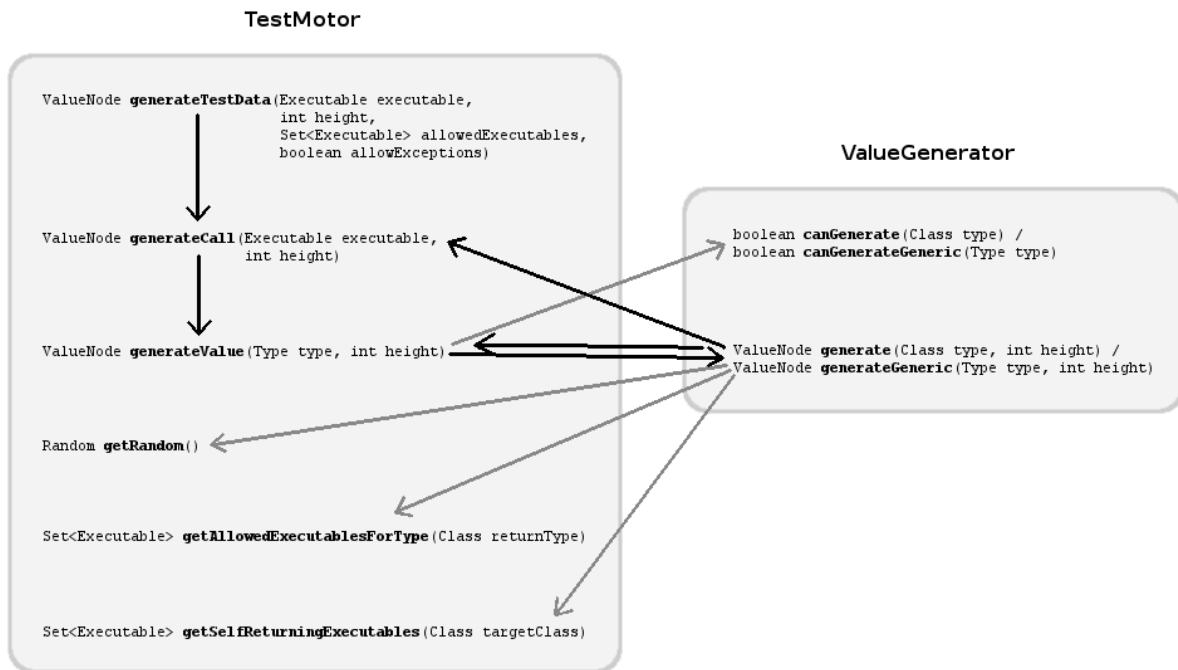 TestMotor
ValueNode generateTestData(Executable executable,
int height,
Set<Executable> allowedExecutables,
boolean allowExceptions)
ValueNode generateCall(Executable executable,
int height)
ValueNode generateValue(Type type, int height)
Random getRandom()
Set<Executable> getAllowedExecutablesForType(Class returnType)
Set<Executable> getSelfReturningExecutables(Class targetClass)
ValueGenerator
boolean canGenerate(Class type) /
boolean canGenerateGeneric(Type type)
ValueNode generate(Class type, int height) /
ValueNode generateGeneric(Type type, int height)